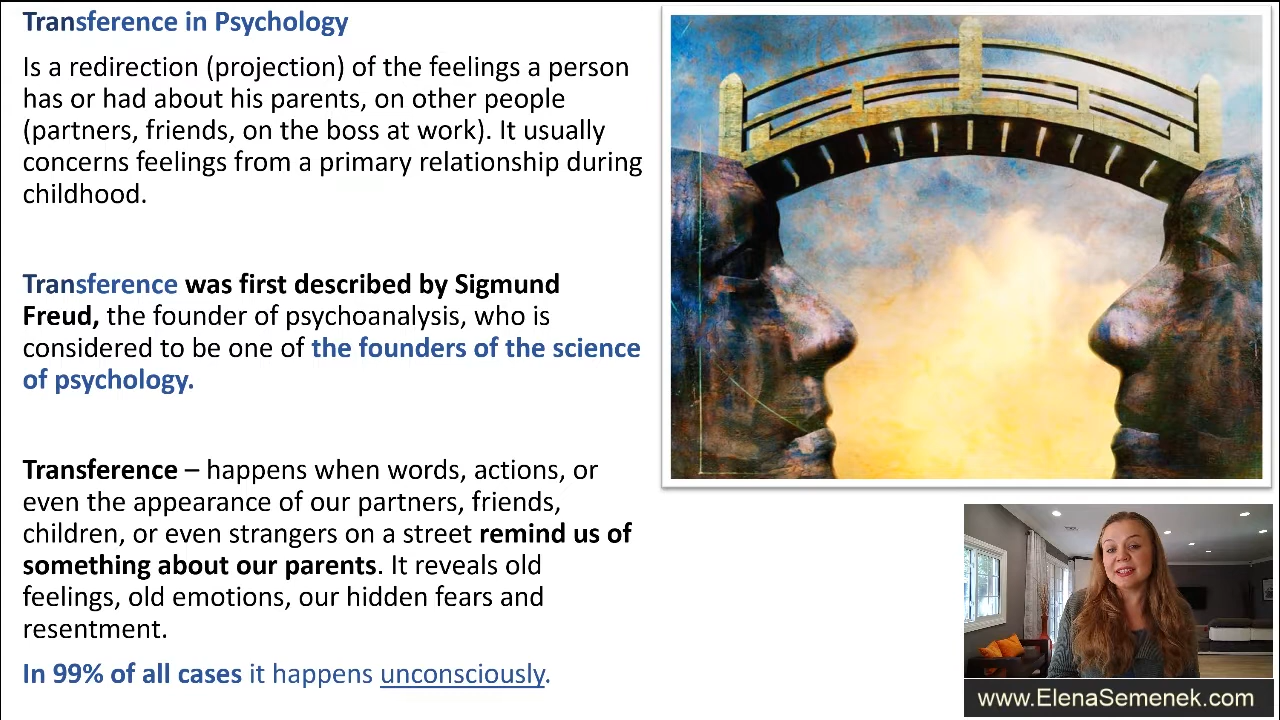 Transference in Psychology
Is a redirection (projection) of the feelings a person
has or had about his parents, on other people
(partners, friends, on the boss at work). It usually
concerns feelings from a primary relationship during
childhood.
Transference was first described by Sigmund
Freud, the founder of psychoanalysis, who is
considered to be one of the founders of the science
of psychology.
Transference – happens when words, actions, or
even the appearance of our partners, friends,
children, or even strangers on a street remind us of
something about our parents. It reveals old
feelings, old emotions, our hidden fears and
resentment.
In 99% of all cases it happens unconsciously.
www.ElenaSemenek.com